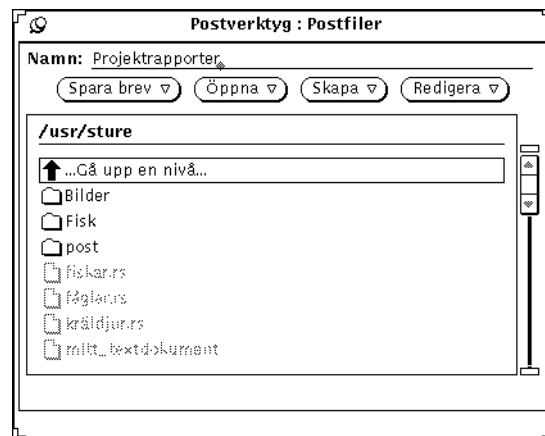 Postverktyg : Postfiler
Namn: Projektrapporter
Spara brev Öppna Skapa Redigera
/usr/sture
...Gå upp en nivå...
Bilder
Fisk
post
fiskar.rs
fåglar.rs
kräldjur.rs
mitt_textdokument